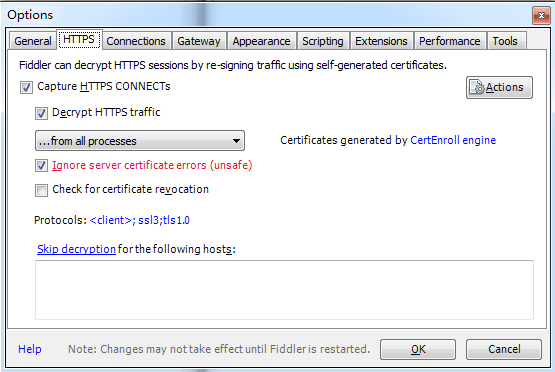 Options
General HTTPS Connections Gateway Appearance Scripting Extensions Performance Tools
Fiddler can decrypt HTTPS sessions by re-signing traffic using self-generated certificates.
Capture HTTPS CONNECTs
Actions
Decrypt HTTPS traffic
...from all processes
Certificates generated by CertEnroll engine
Ignore server certificate errors (unsafe)
Check for certificate revocation
Protocols: <client>; ssl3;tls1.0
Skip decryption for the following hosts:
Help
Note: Changes may not take effect until Fiddler is restarted.
OK
Cancel